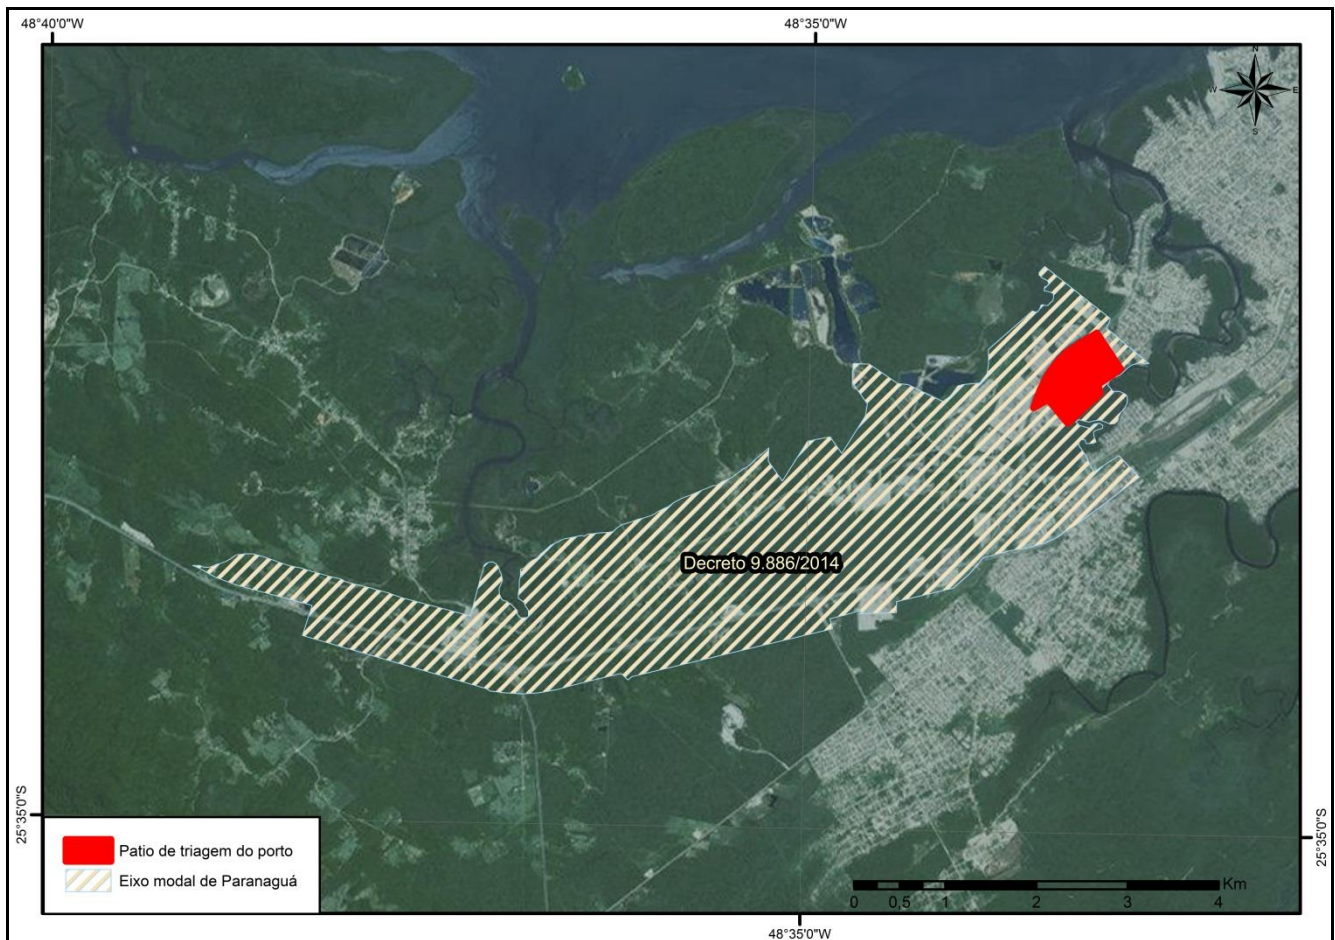 48°40'0"W
48°35'0"W
N
W
E
S
Decreto 9.886/2014
25°35'0"S
25°35'0"S
Patio de triagem do porto
Eixo modal de Paranaguá
Km
0 0,5 1 2 3 4
48°35'0"W